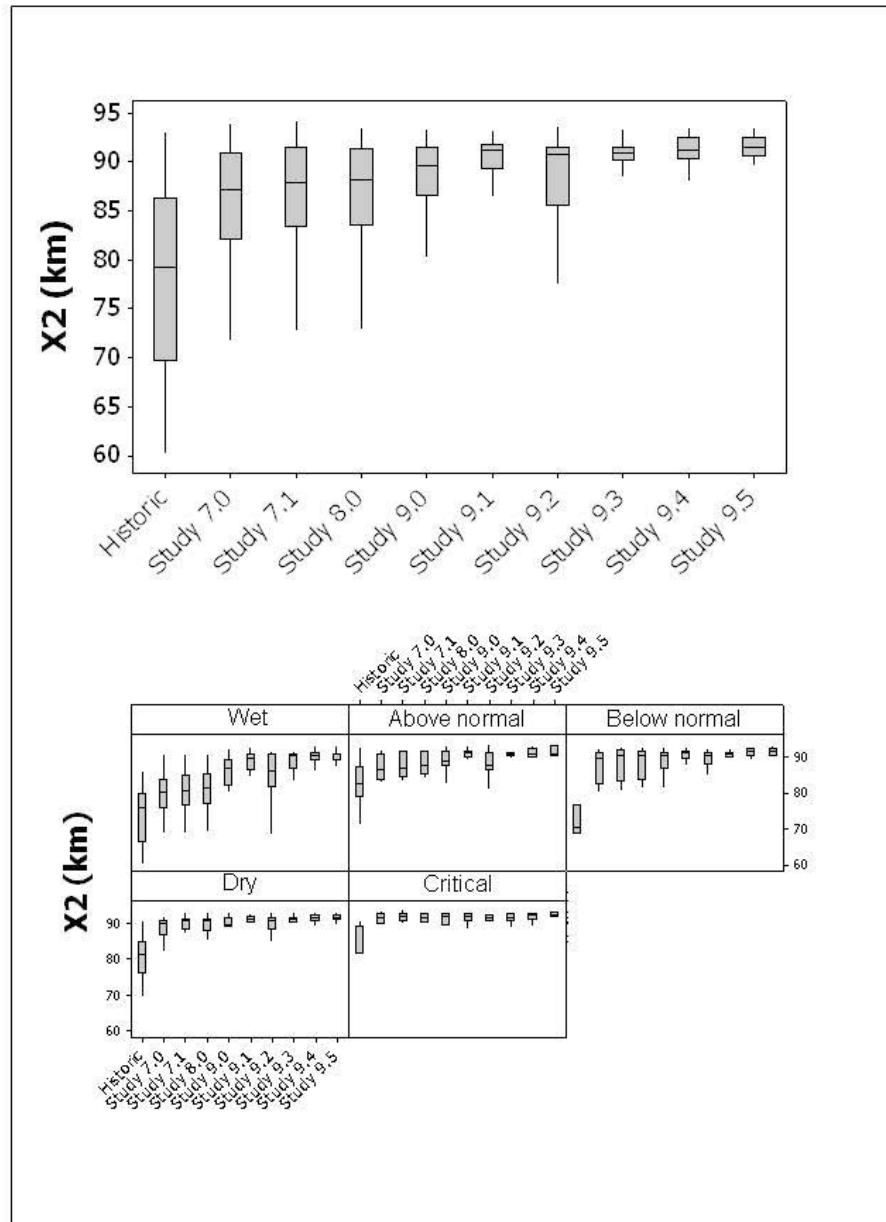 X2 (km)
95
90
85
80
75
70
65
60
Historic
Study 7.0
Study 7.1
Study 8.0
Study 9.0
Study 9.1
Study 9.2
Study 9.3
Study 9.4
Study 9.5
Historic
Study 7.0
Study 7.1
Study 8.0
Study 9.0
Study 9.1
Study 9.2
Study 9.3
Study 9.4
Study 9.5
Wet Above normal Below normal
90
80
70
60
X2 (km)
Dry Critical
90
80
70
60
Historic
Study 7.0
Study 7.1
Study 8.0
Study 9.0
Study 9.1
Study 9.2
Study 9.3
Study 9.4
Study 9.5